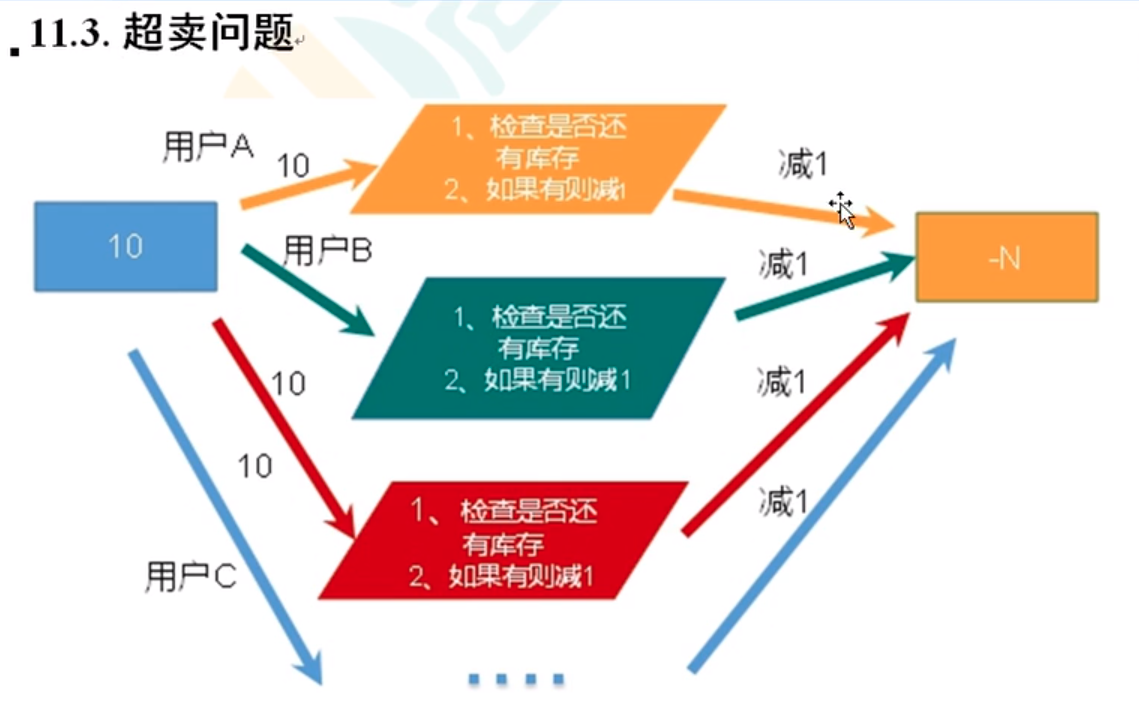 11.3. 超卖问题
用户A
10
1、检查是否还
有库存
2、如果有则减1
减1
10
用户B
减1
-N
1、检查是否还
有库存
2、如果有则减1
10
减1
10
1、检查是否还
有库存
2、如果有则减1
减1
用户C